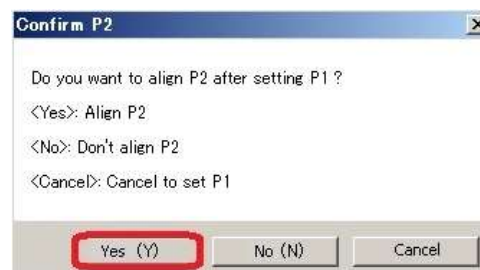 Confirm P2
Do you want to align P2 after setting P1 ?
<Yes>: Align P2
<No>: Don't align P2
<Cancel>: Cancel to set P1
Yes (Y) No (N) Cancel